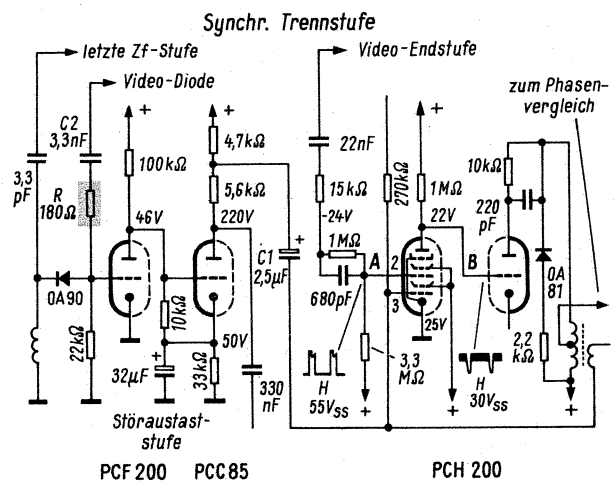 Synchr. Trennstufe
letzte Zf-Stufe
Video-Endstufe
Video-Diode
zum Phasen-
vergleich
+
+
+
C2
3,3nF
4,7kΩ
22nF
100kΩ
10kΩ
3,3
pF
R
180Ω
5,6kΩ
15kΩ
270kΩ
1MΩ
220
pF
46V
220V
-24V
22V
C1
2,5µF
+
1MΩ
A
2
B
0A90
680pF
3
0A
81
10kΩ
22kΩ
50V
25V
+
32µF
33kΩ
330
nF
H
55Vss
3,3
MΩ
H
30Vss
2,2
kΩ
+
+
+
Störaustast-
stufe
PCF 200
PCC85
PCH 200